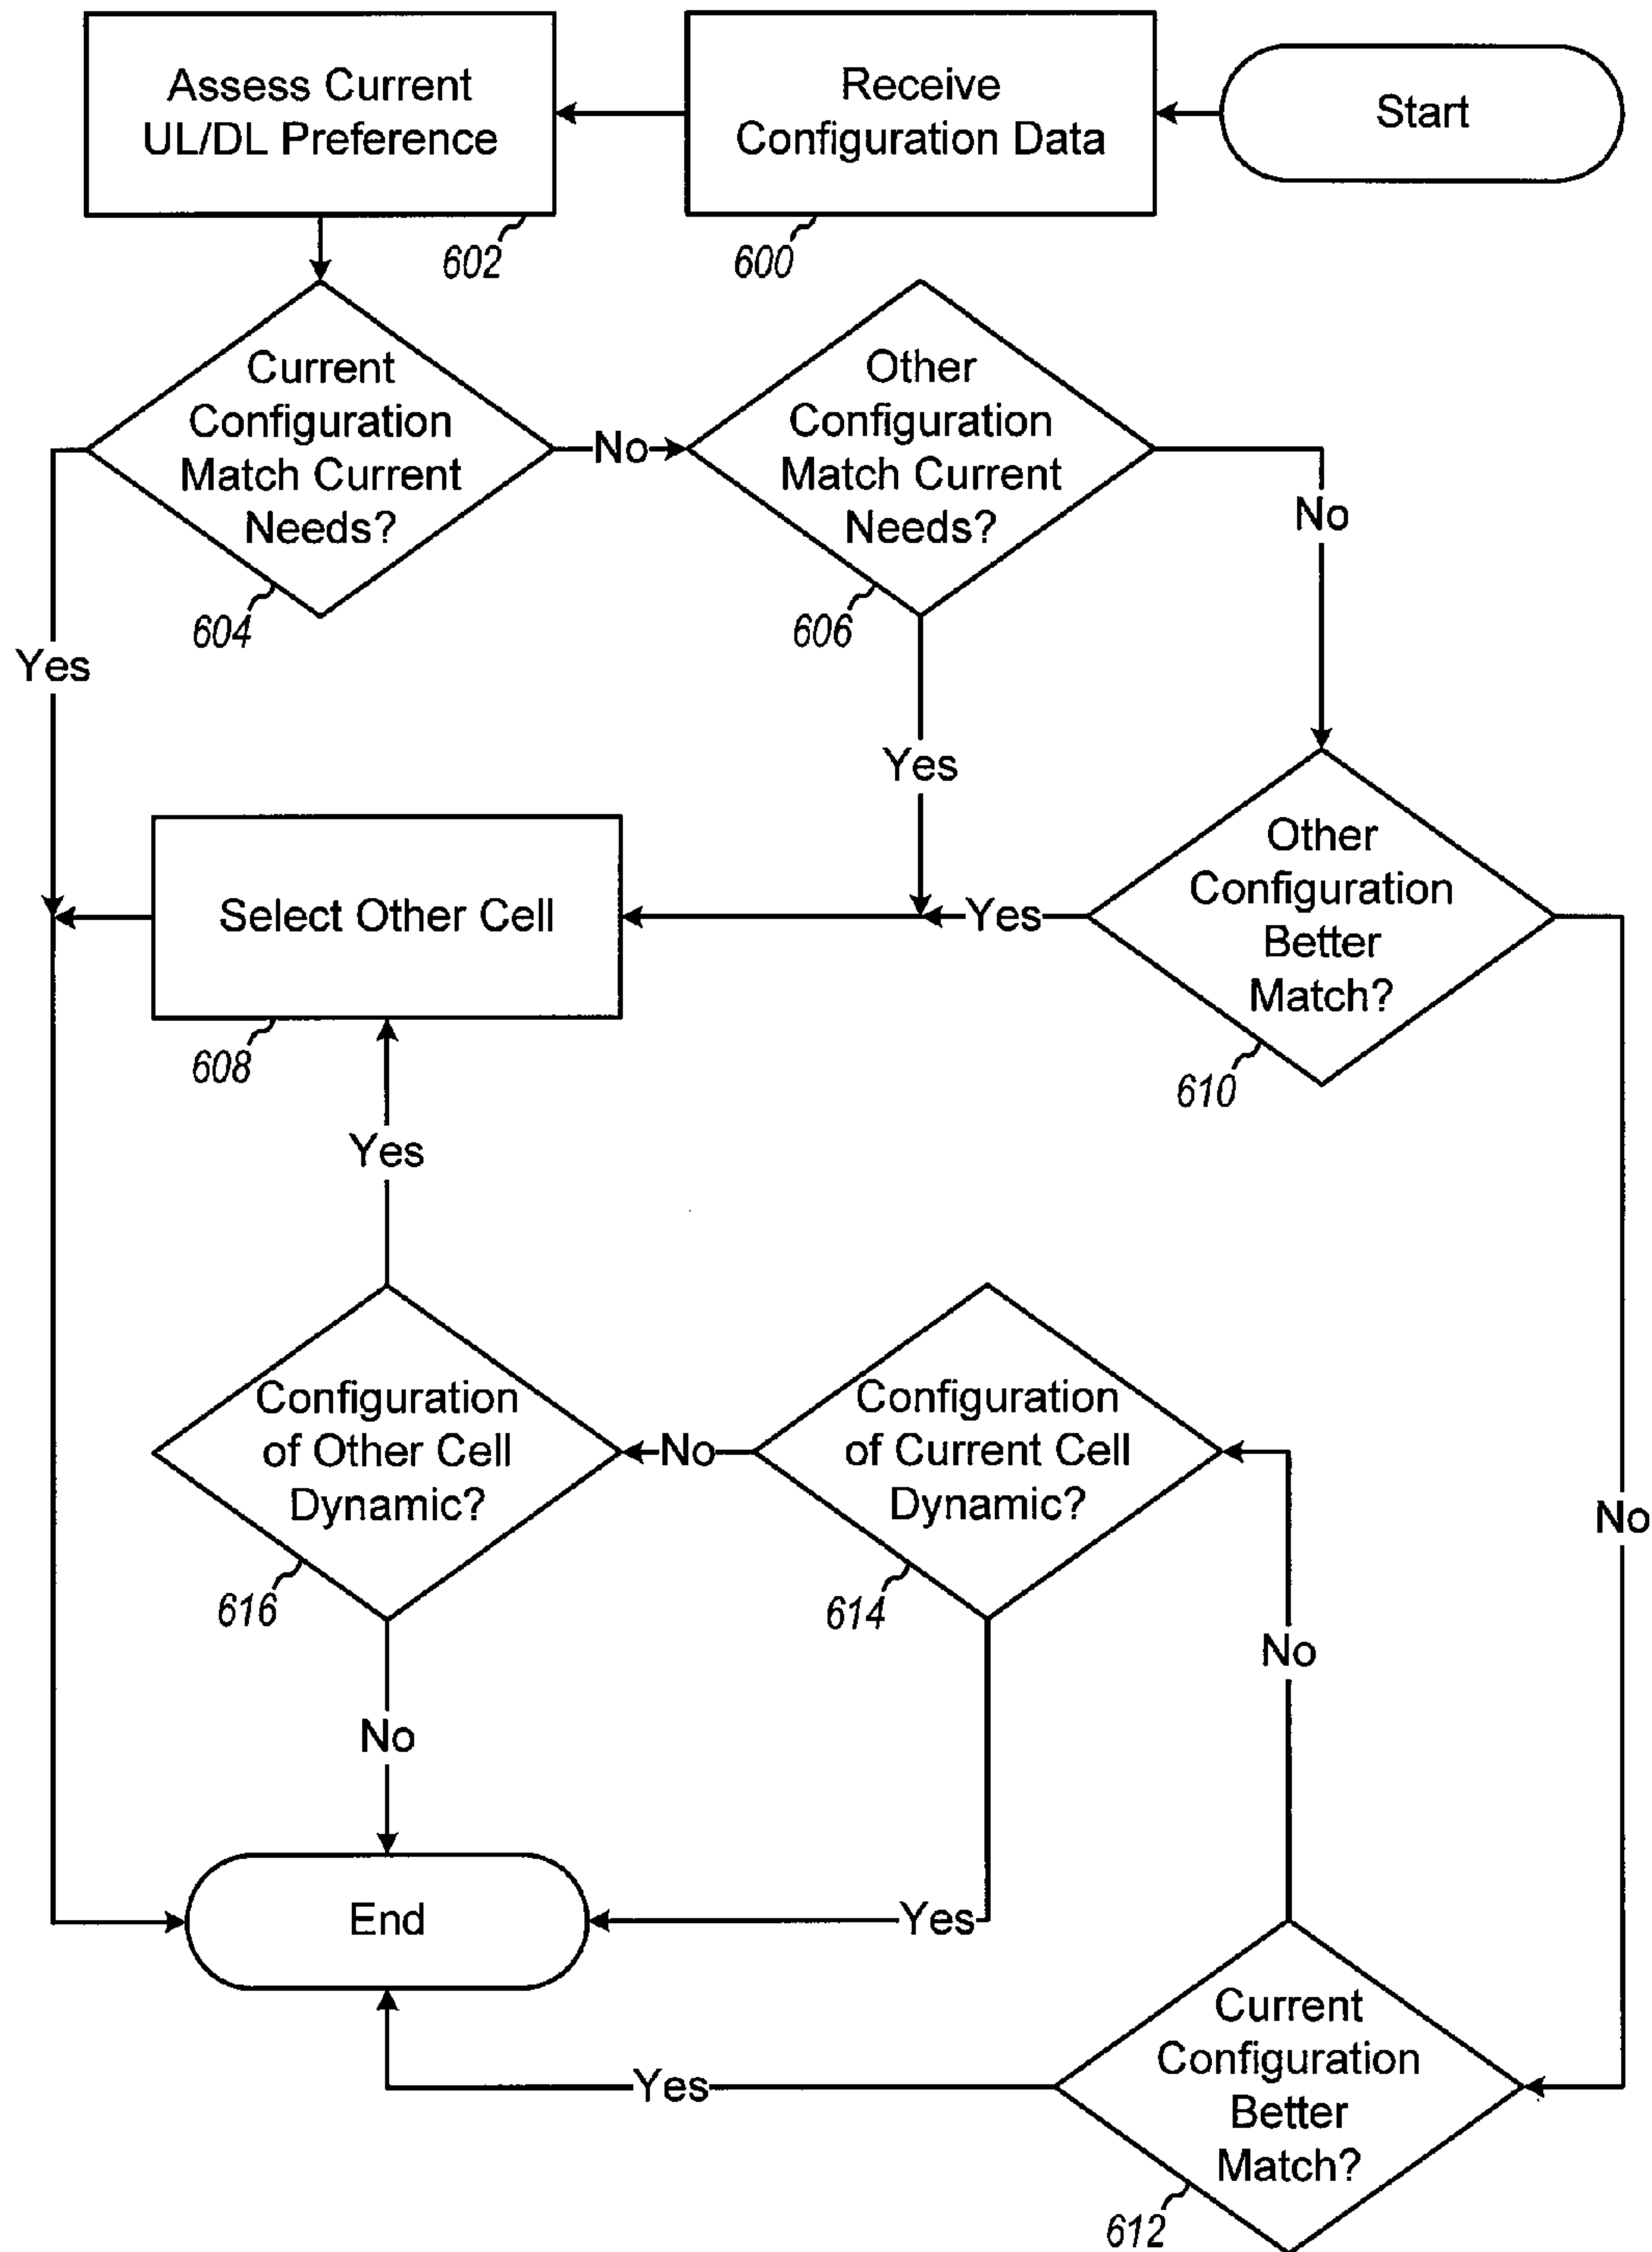 Start
Receive
Configuration Data
600
Assess Current
UL/DL Preference
602
Current
Configuration
Match Current
Needs?
604
No
Yes
Other
Configuration
Match Current
Needs?
606
No
Yes
Select Other Cell
608
Other
Configuration
Better
Match?
610
Yes
No
Yes
Configuration
of Other Cell
Dynamic?
616
No
Configuration
of Current Cell
Dynamic?
614
No
No
Yes
End
Current
Configuration
Better
Match?
612
Yes